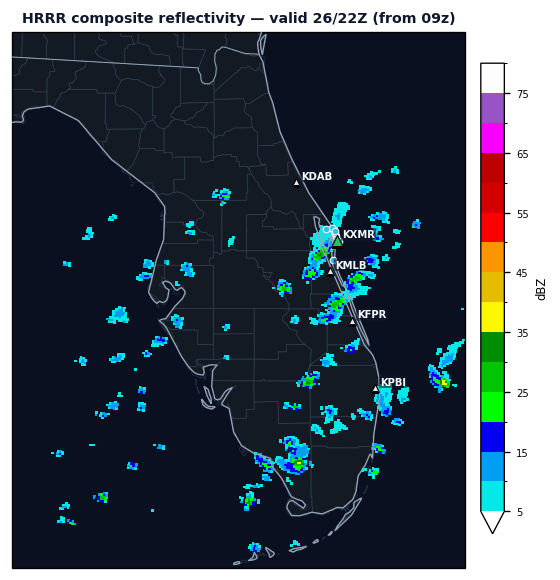 HRRR composite reflectivity — valid 26/22Z (from 09z)
KDAB
KXMR
KMLB
KFPR
KPBI
75
65
55
45
35
25
15
5
dBZ